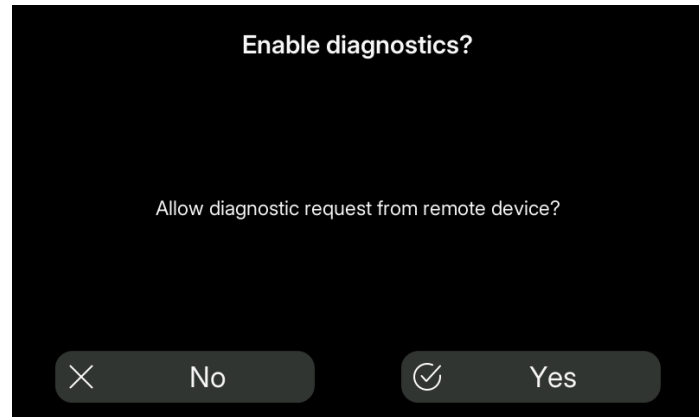 Enable diagnostics?
Allow diagnostic request from remote device?
No
Yes